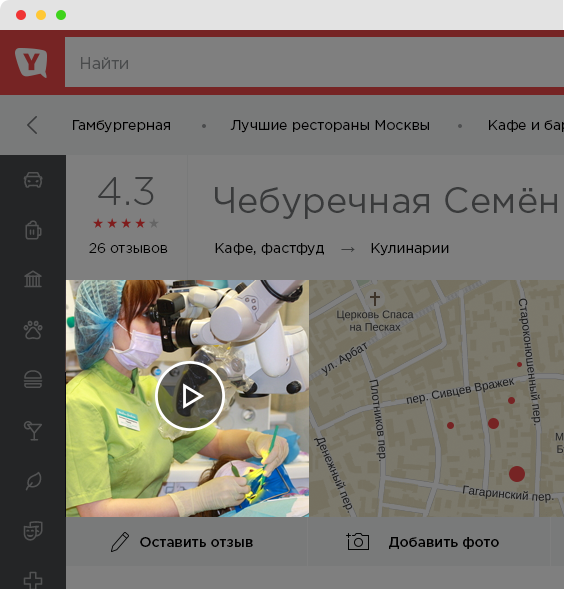 Y
Найти
Гамбургерная • Лучшие рестораны Москвы • Кафе и ба
4.3
Чебуречная Семён
26 отзывов
Кафе, фастфуд → Кулинарии
Церковь Спаса
на Песках
ул. Арбат
Староконюшенный пер.
Плотников пер.
пер. Сивцев Вражек
Денежный пер.
М
Б
Гагаринский пер.
Оставить отзыв
Добавить фото